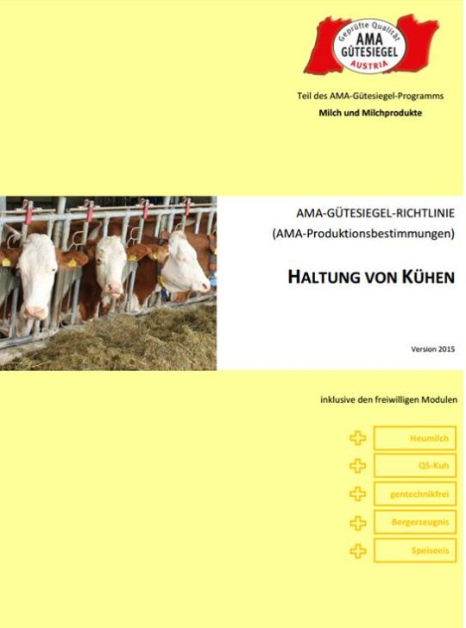 Geprüfte Qualität
AMA
GÜTESIEGEL
AUSTRIA
Teil des AMA-Gütesiegel-Programms
Milch und Milchprodukte
AMA-GÜTESIEGEL-RICHTLINIE
(AMA-Produktionsbestimmungen)
HALTUNG VON KÜHEN
Version 2015
inklusive den freiwilligen Modulen
Heumilch
QS-Kuh
gentechnikfrei
Bergerzeugnis
Speiseeis